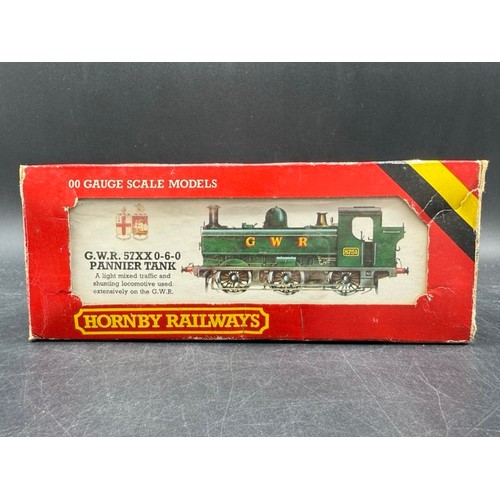 00 GAUGE SCALE MODELS
G.W.R. 57XX 0-6-0
PANNIER TANK
A light mixed traffic and
shunting locomotive used
extensively on the G.W.R.
G W R
8751
HORNBY RAILWAYS